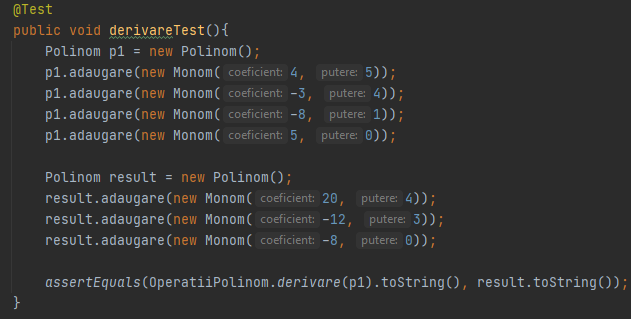 @Test
public void derivareTest(){
Polinom p1 = new Polinom();
p1.adaugare(new Monom( coeficient: 4, putere: 5));
p1.adaugare(new Monom( coeficient: -3, putere: 4));
p1.adaugare(new Monom( coeficient: -8, putere: 1));
p1.adaugare(new Monom( coeficient: 5, putere: 0));
Polinom result = new Polinom();
result.adaugare(new Monom( coeficient: 20, putere: 4));
result.adaugare(new Monom( coeficient: -12, putere: 3));
result.adaugare(new Monom( coeficient: -8, putere: 0));
assertEquals(OperatiiPolinom.derivare(p1).toString(), result.toString());
}